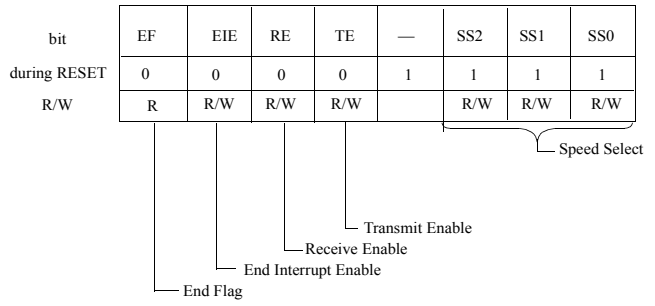 bit EF EIE RE TE — SS2 SS1 SS0
during RESET 0 0 0 0 1 1 1 1
R/W R R/W R/W R/W R/W R/W R/W
Speed Select
Transmit Enable
Receive Enable
End Interrupt Enable
End Flag